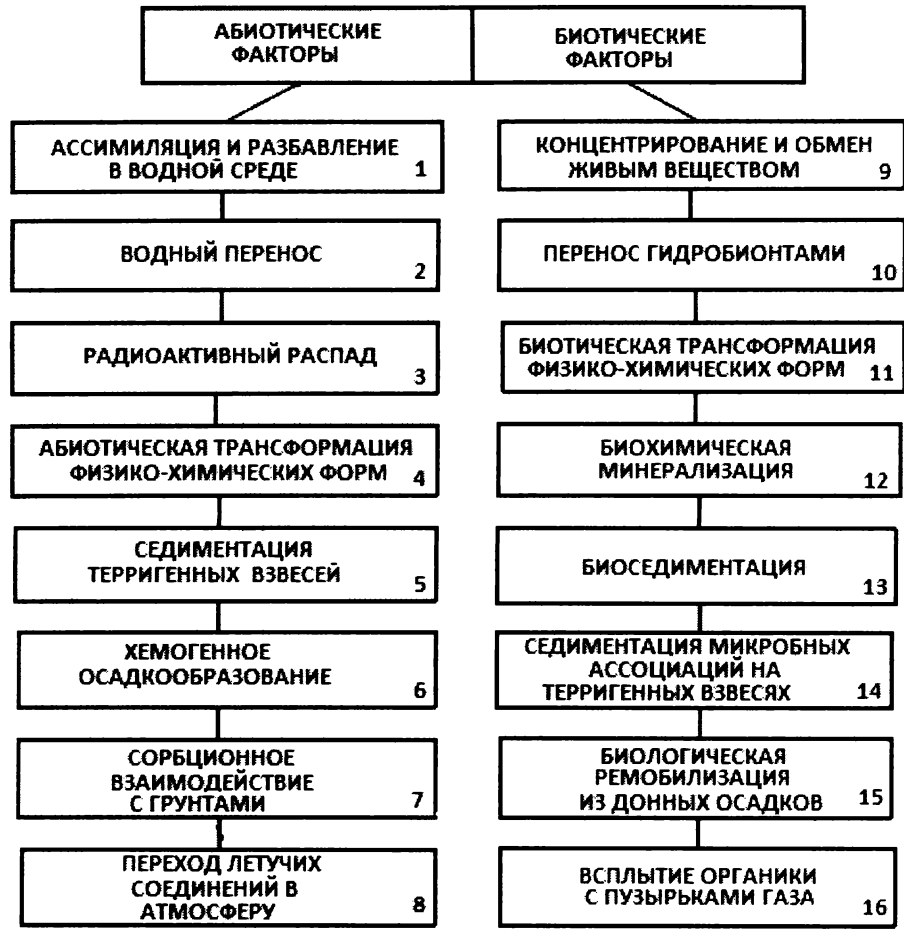 АБИОТИЧЕСКИЕ
ФАКТОРЫ
БИОТИЧЕСКИЕ
ФАКТОРЫ
АССИМИЛЯЦИЯ И РАЗБАВЛЕНИЕ
В ВОДНОЙ СРЕДЕ 1
ВОДНЫЙ ПЕРЕНОС
2
РАДИОАКТИВНЫЙ РАСПАД
3
АБИОТИЧЕСКАЯ ТРАНСФОРМАЦИЯ
ФИЗИКО-ХИМИЧЕСКИХ ФОРМ 4
СЕДИМЕНТАЦИЯ
ТЕРРИГЕННЫХ ВЗВЕСЕЙ
5
ХЕМОГЕННОЕ
ОСАДКООБРАЗОВАНИЕ
6
СОРБЦИОННОЕ
ВЗАИМОДЕЙСТВИЕ
С ГРУНТАМИ 7
ПЕРЕХОД ЛЕТУЧИХ
СОЕДИНЕНИЙ В
АТМОСФЕРУ 8
КОНЦЕНТРИРОВАНИЕ И ОБМЕН
ЖИВЫМ ВЕЩЕСТВОМ 9
ПЕРЕНОС ГИДРОБИОНТАМИ
10
БИОТИЧЕСКАЯ ТРАНСФОРМАЦИЯ
ФИЗИКО-ХИМИЧЕСКИХ ФОРМ 11
БИОХИМИЧЕСКАЯ
МИНЕРАЛИЗАЦИЯ
12
БИОСЕДИМЕНТАЦИЯ
13
СЕДИМЕНТАЦИЯ МИКРОБНЫХ
АССОЦИАЦИЙ НА
ТЕРРИГЕННЫХ ВЗВЕСЯХ 14
БИОЛОГИЧЕСКАЯ
РЕМОБИЛИЗАЦИЯ
ИЗ ДОННЫХ ОСАДКОВ 15
ВСПЛЫТИЕ ОРГАНИКИ
С ПУЗЫРЬКАМИ ГАЗА
16